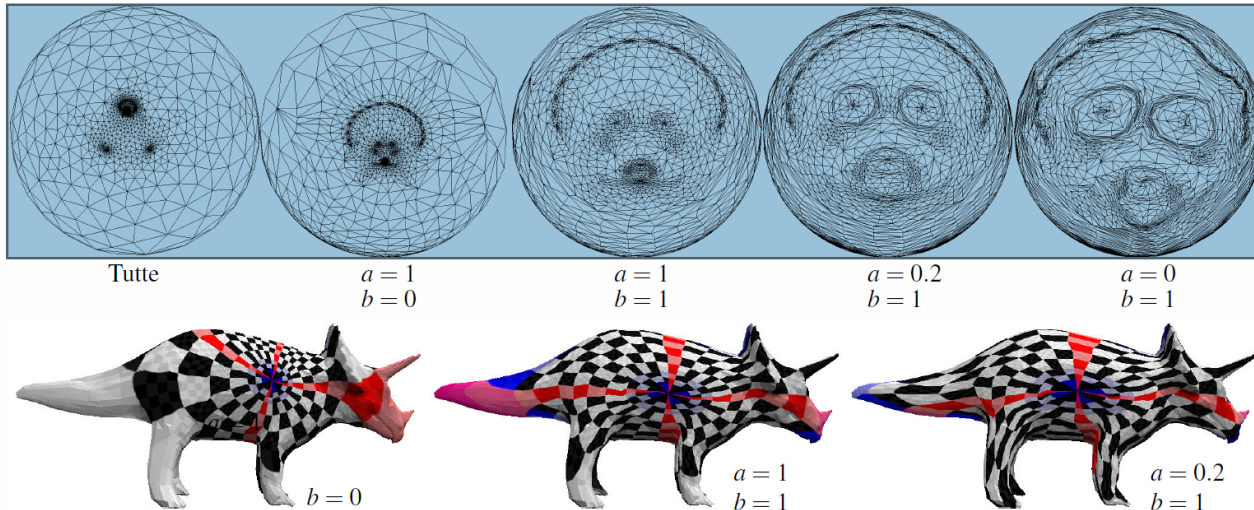 Tutte
a = 1
b = 0
a = 1
b = 1
a = 0.2
b = 1
a = 0
b = 1
b = 0
a = 1
b = 1
a = 0.2
b = 1